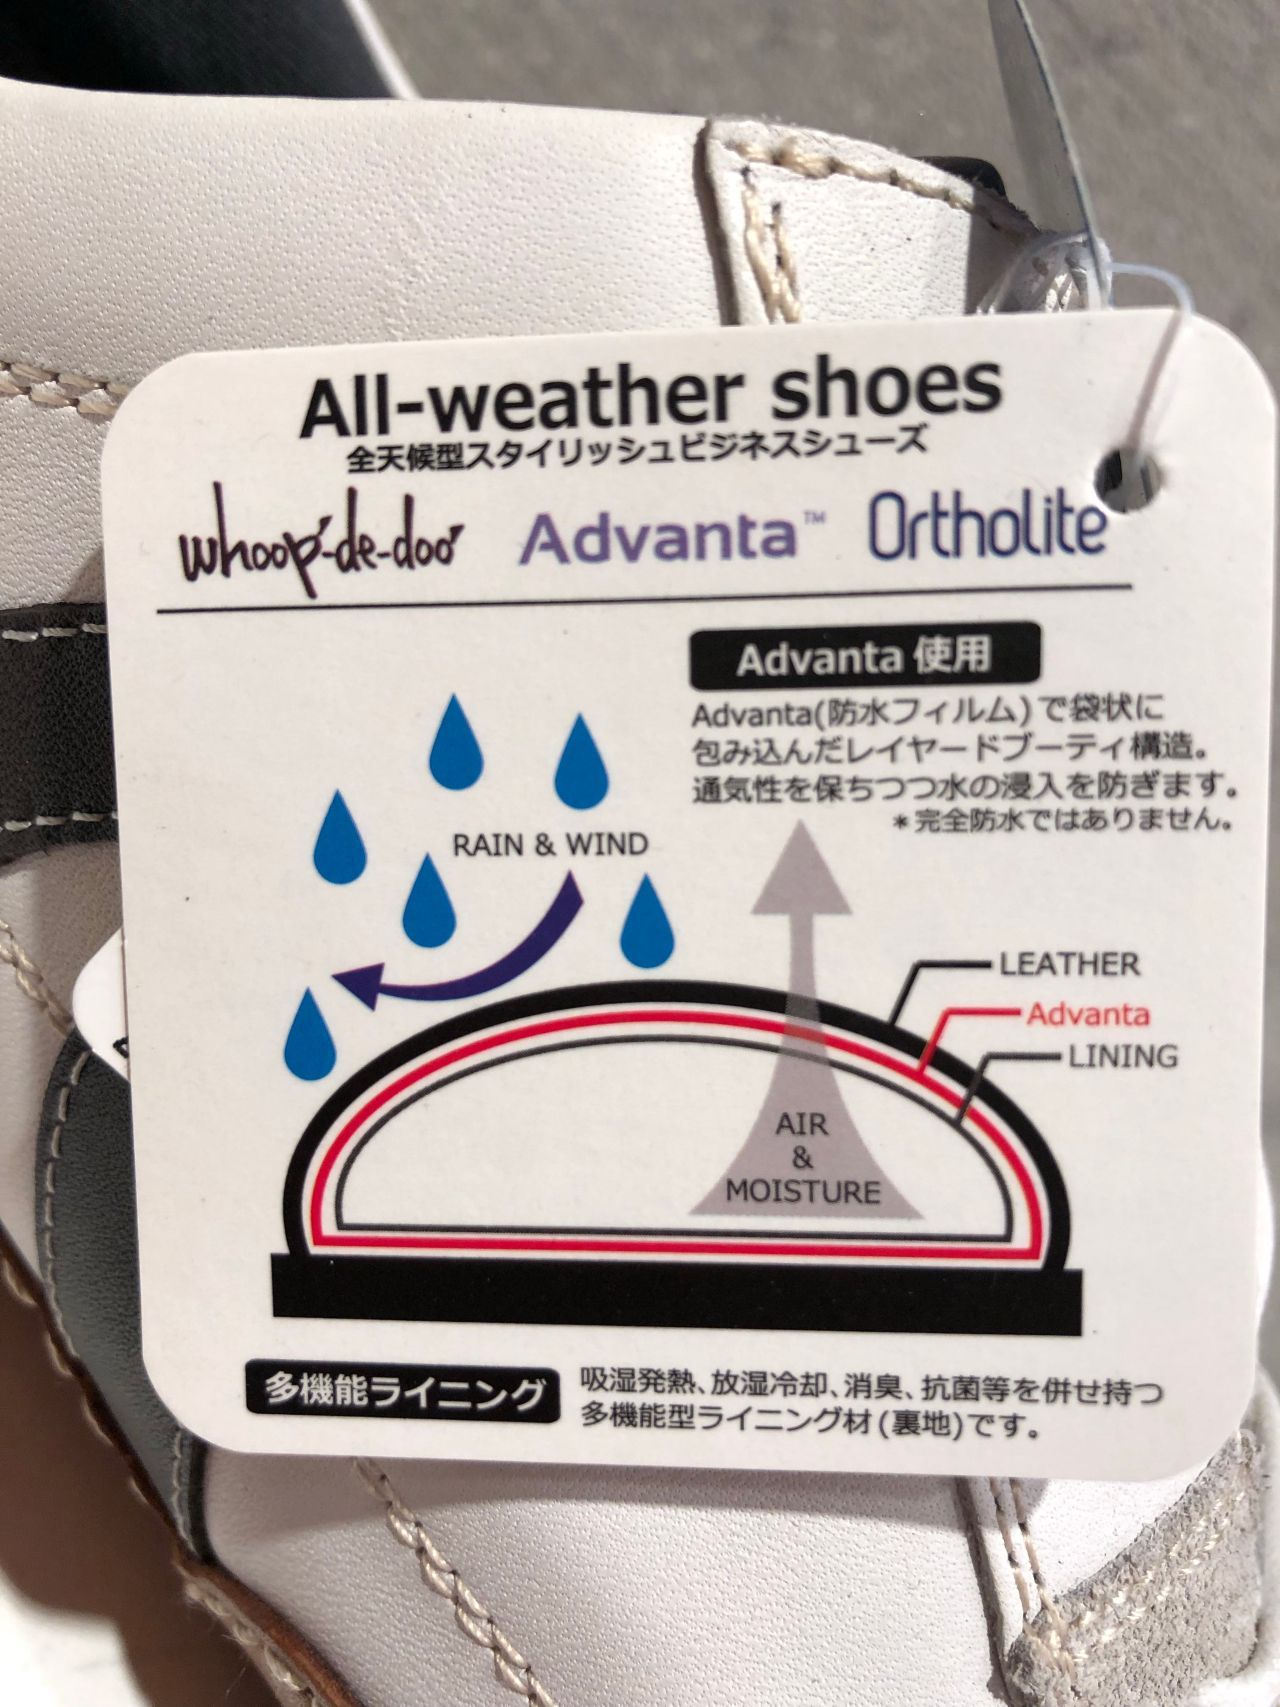 All-weather shoes
全天候型スタイリッシュビジネスシューズ
whoop'-de-doo'
Advanta™
Ortholite
Advanta 使用
Advanta(防水フィルム)で袋状に
包み込んだレイヤードブーティ構造。
通気性を保ちつつ水の浸入を防ぎます。
*完全防水ではありません。
RAIN & WIND
LEATHER
Advanta
LINING
AIR
&
MOISTURE
多機能ライニング
吸湿発熱、放湿冷却、消臭、抗菌等を併せ持つ
多機能型ライニング材(裏地)です。